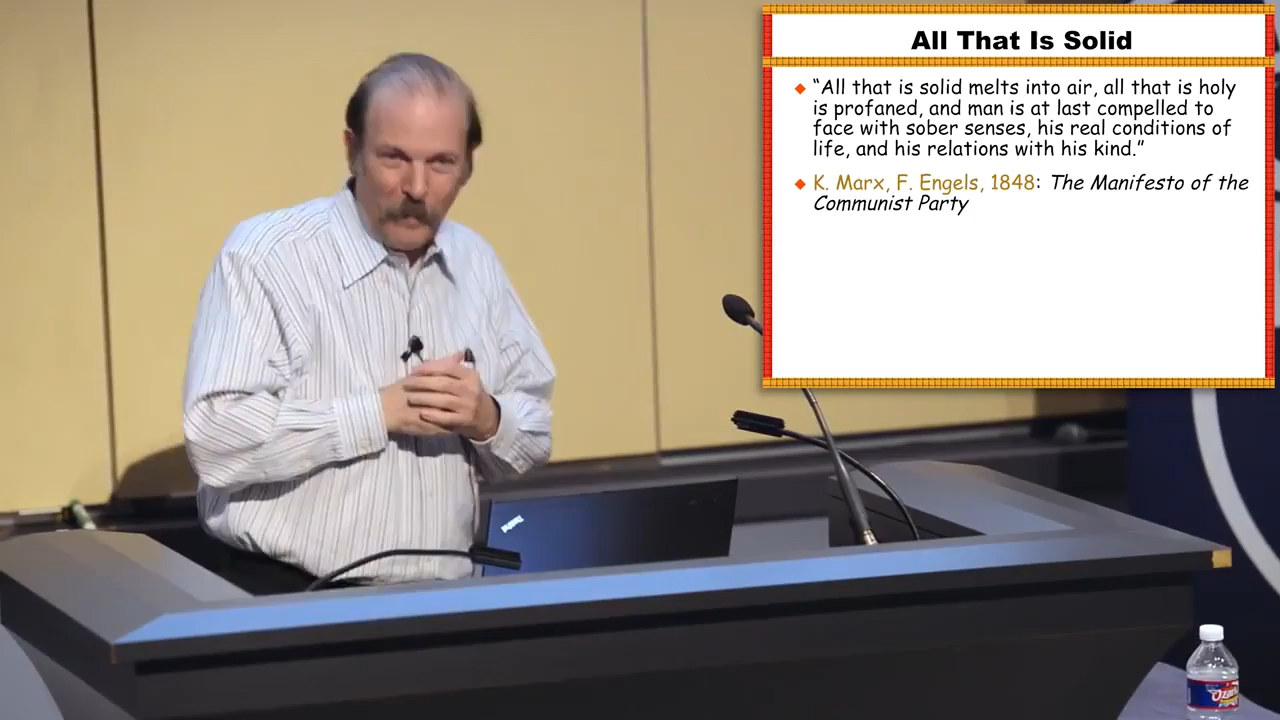 All That Is Solid
“All that is solid melts into air, all that is holy
is profaned, and man is at last compelled to
face with sober senses, his real conditions of
life, and his relations with his kind.”
K. Marx, F. Engels, 1848: The Manifesto of the
Communist Party